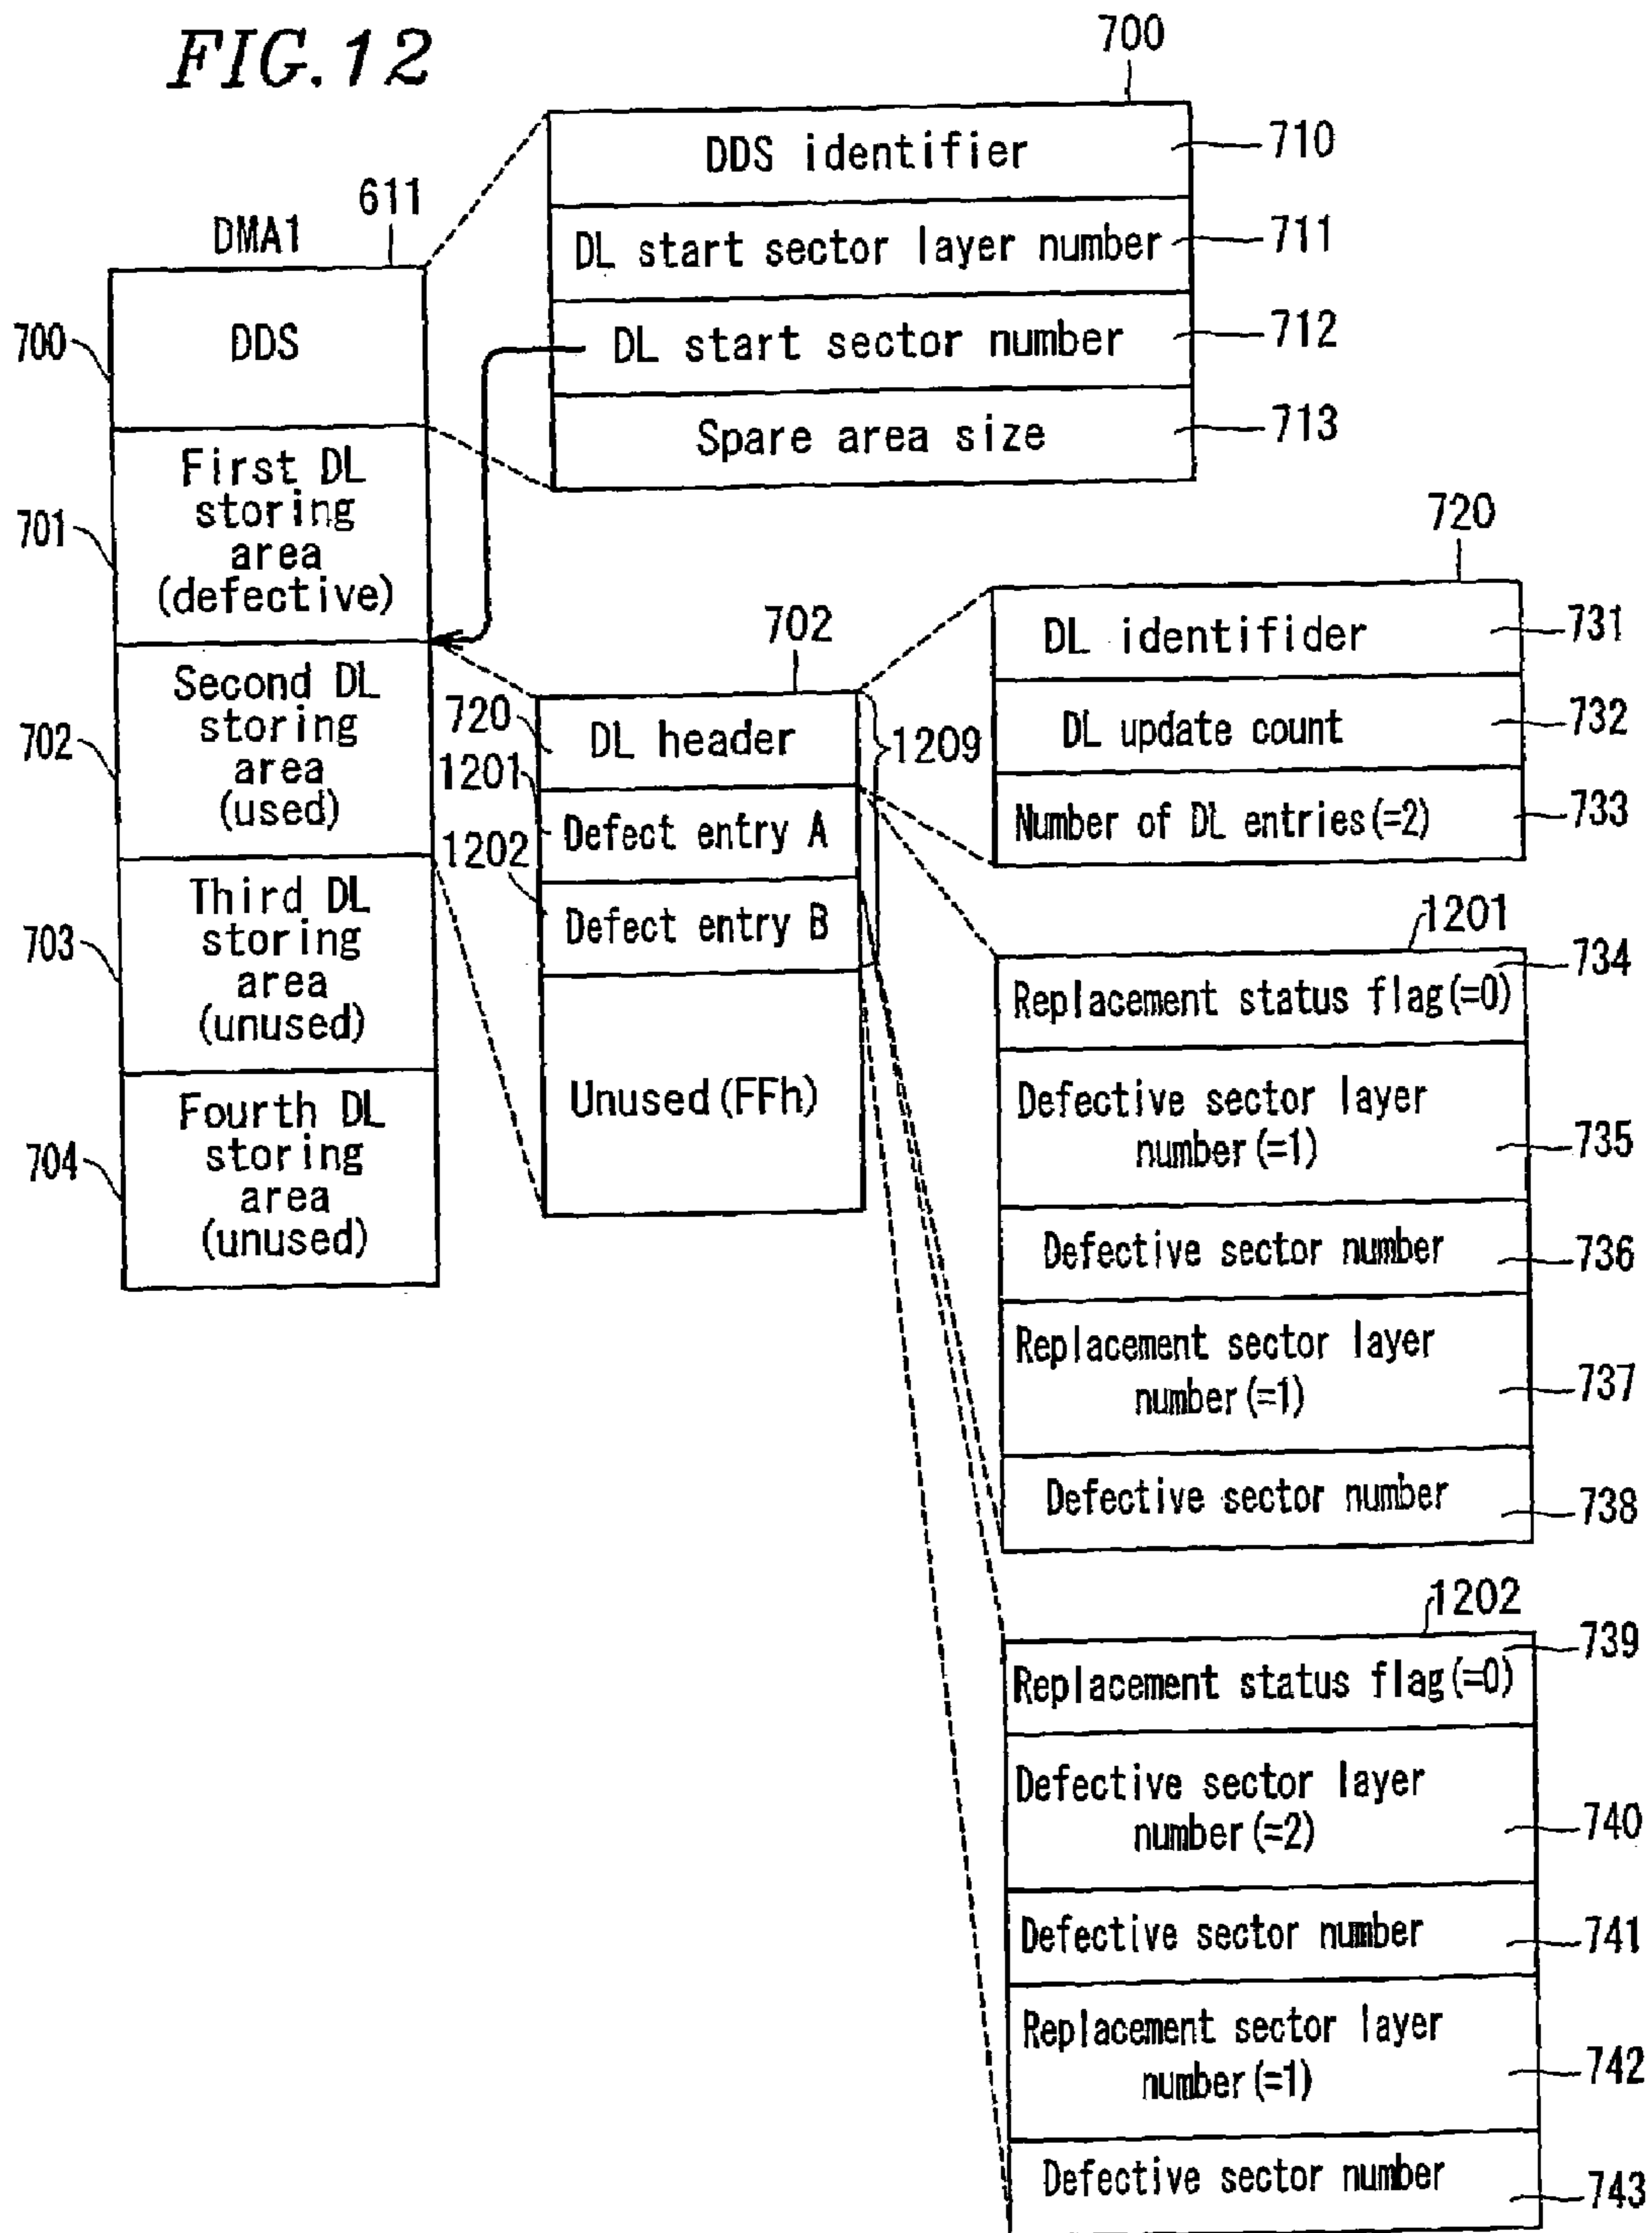 FIG.12
700
DDS identifier
710
DL start sector layer number
711
DL start sector number
712
Spare area size
713
DMA1
611
700
DDS
701
First DL
storing
area
(defective)
702
Second DL
storing
area
(used)
703
Third DL
storing
area
(unused)
704
Fourth DL
storing
area
(unused)
702
720
DL header
1209
1201
Defect entry A
1202
Defect entry B
Unused(FFh)
720
DL identifider
731
DL update count
732
Number of DL entries(=2)
733
1201
Replacement status flag(=0)
734
Defective sector layer
number(=1)
735
Defective sector number
736
Replacement sector layer
number(=1)
737
Defective sector number
738
1202
Replacement status flag(=0)
739
Defective sector layer
number(=2)
740
Defective sector number
741
Replacement sector layer
number(=1)
742
Defective sector number
743